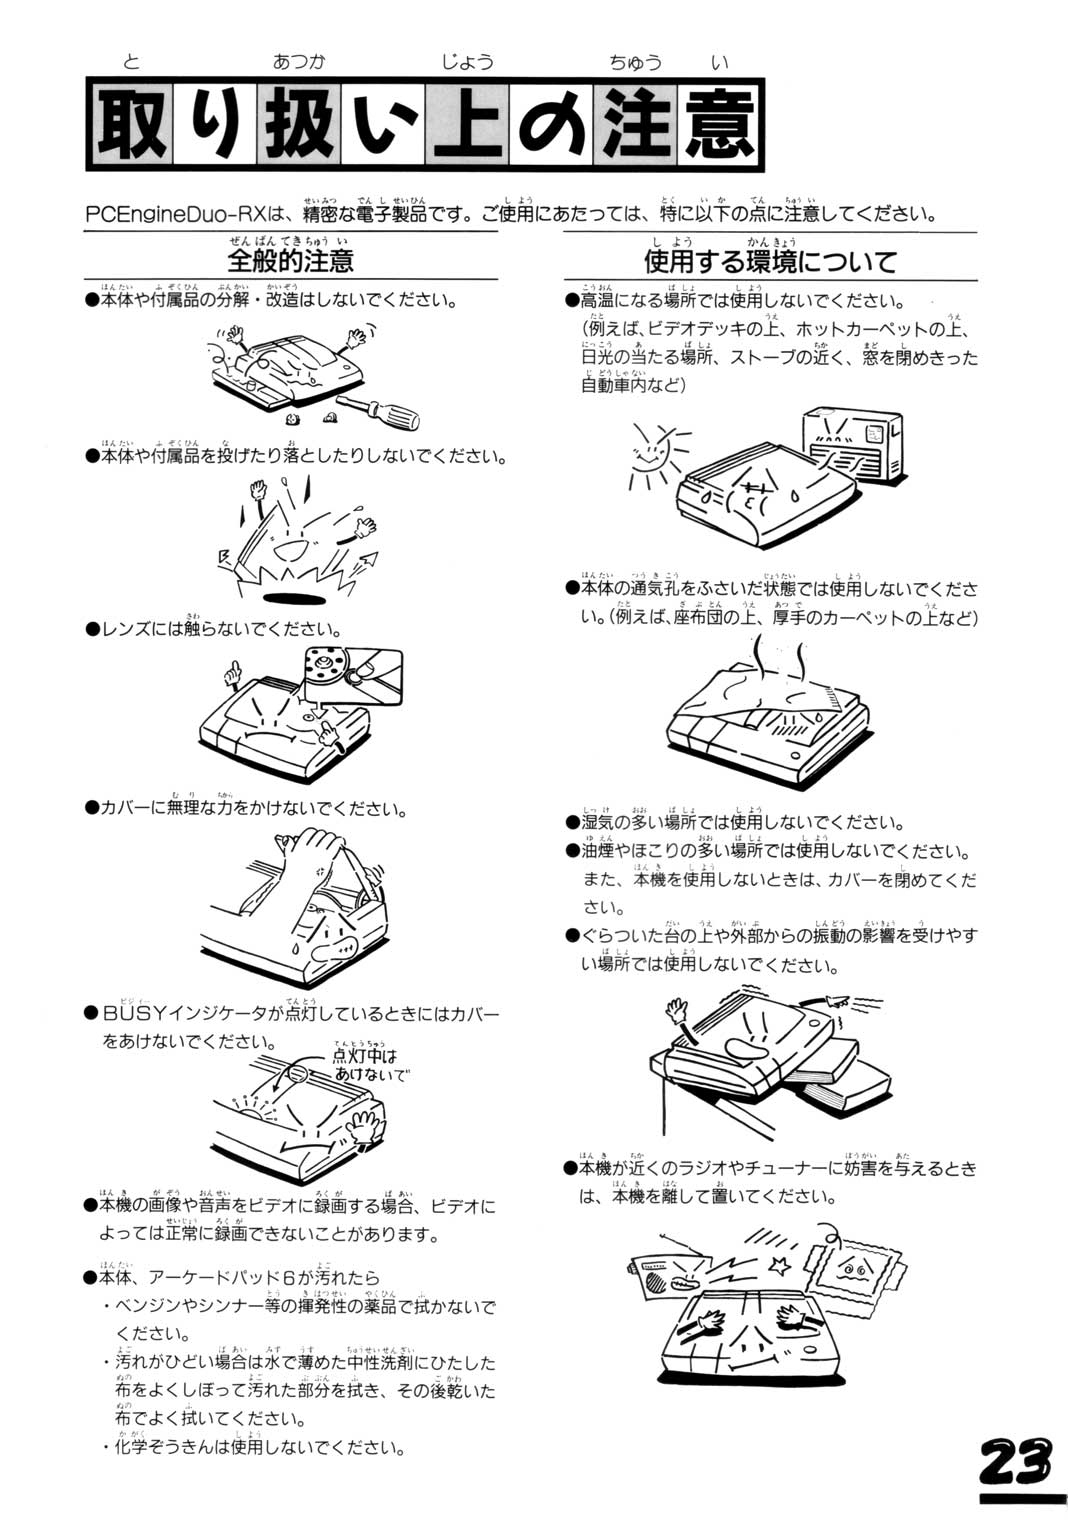 取り扱い上の注意
PCEngineDuo-RXは、精密な電子製品です。ご使用にあたっては、特に以下の点に注意してください。
全般的注意
●本体や付属品の分解・改造はしないでください。
●本体や付属品を投げたり落としたりしないでください。
●レンズには触らないでください。
●カバーに無理な力をかけないでください。
●BUSYインジケータが点灯しているときにはカバー
をあけないでください。
点灯中は
あけないで
●本機の画像や音声をビデオに録画する場合、ビデオに
よっては正常に録画できないことがあります。
●本体、アーケードパッド6が汚れたら
・ベンジンやシンナー等の揮発性の薬品で拭かないで
ください。
・汚れがひどい場合は水で薄めた中性洗剤にひたした
布をよくしぼって汚れた部分を拭き、その後乾いた
布でよく拭いてください。
・化学ぞうきんは使用しないでください。
使用する環境について
●高温になる場所では使用しないでください。
（例えば、ビデオデッキの上、ホットカーペットの上、
日光の当たる場所、ストーブの近く、窓を閉めきった
自動車内など）
●本体の通気孔をふさいだ状態では使用しないでくださ
い。（例えば、座布団の上、厚手のカーペットの上など）
●湿気の多い場所では使用しないでください。
●油煙やほこりの多い場所では使用しないでください。
また、本機を使用しないときは、カバーを閉めてくだ
さい。
●ぐらついた台の上や外部からの振動の影響を受けやす
い場所では使用しないでください。
●本機が近くのラジオやチューナーに妨害を与えるとき
は、本機を離して置いてください。
23